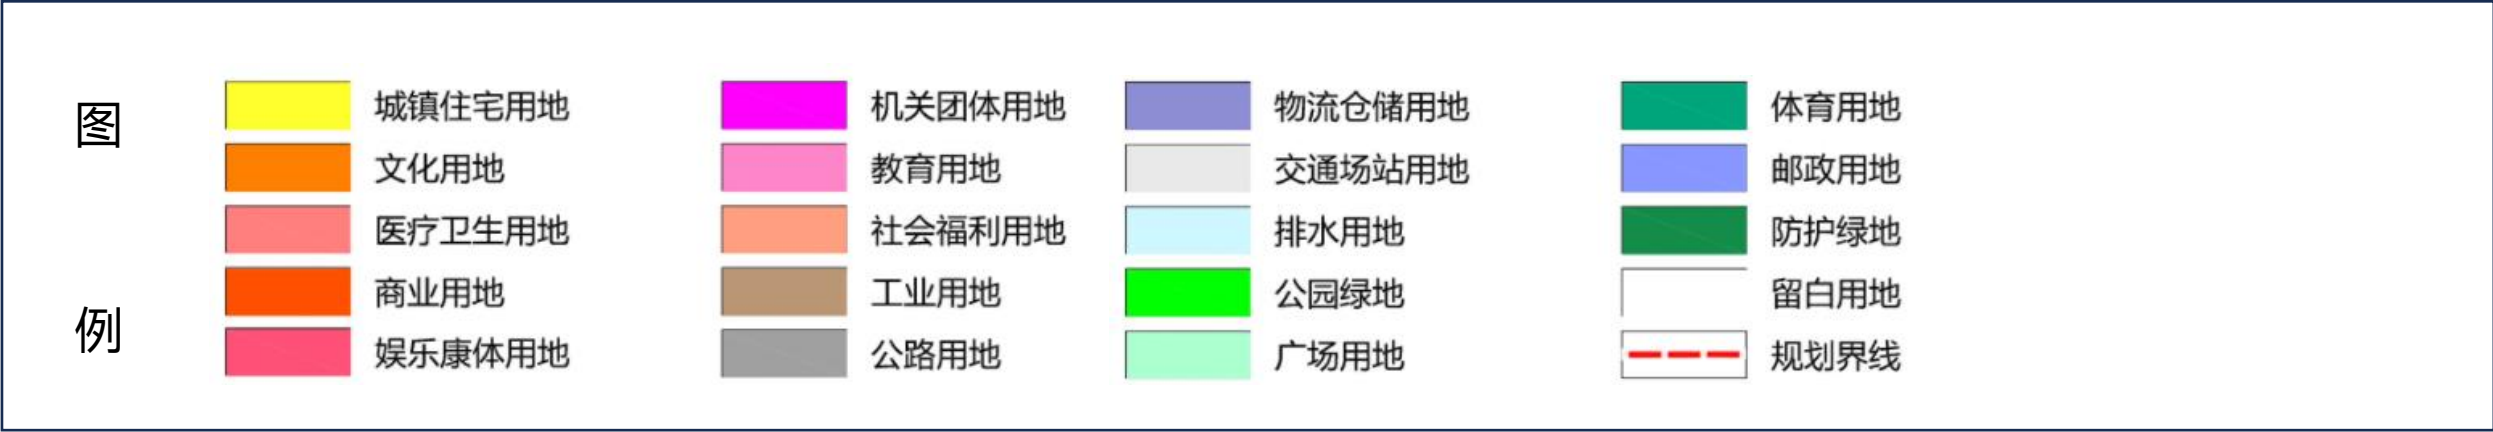 图例
城镇住宅用地
文化用地
医疗卫生用地
商业用地
娱乐康体用地
机关团体用地
教育用地
社会福利用地
工业用地
公路用地
物流仓储用地
交通场站用地
排水用地
公园绿地
广场用地
体育用地
邮政用地
防护绿地
留白用地
规划界线